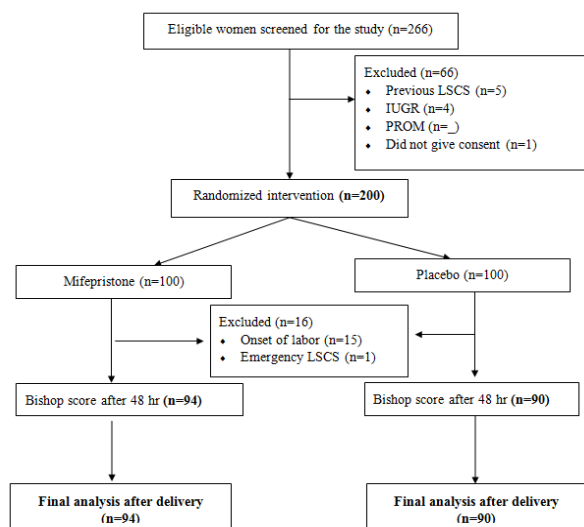 Eligible women screened for the study (n=266)
Excluded (n=66)
⬥ Previous LSCS (n=5)
⬥ IUGR (n=4)
⬥ PROM (n=_)
⬥ Did not give consent (n=1)
Randomized intervention (n=200)
Mifepristone (n=100)
Placebo (n=100)
Excluded (n=16)
⬥ Onset of labor (n=15)
⬥ Emergency LSCS (n=1)
Bishop score after 48 hr (n=94)
Bishop score after 48 hr (n=90)
Final analysis after delivery
(n=94)
Final analysis after delivery
(n=90)